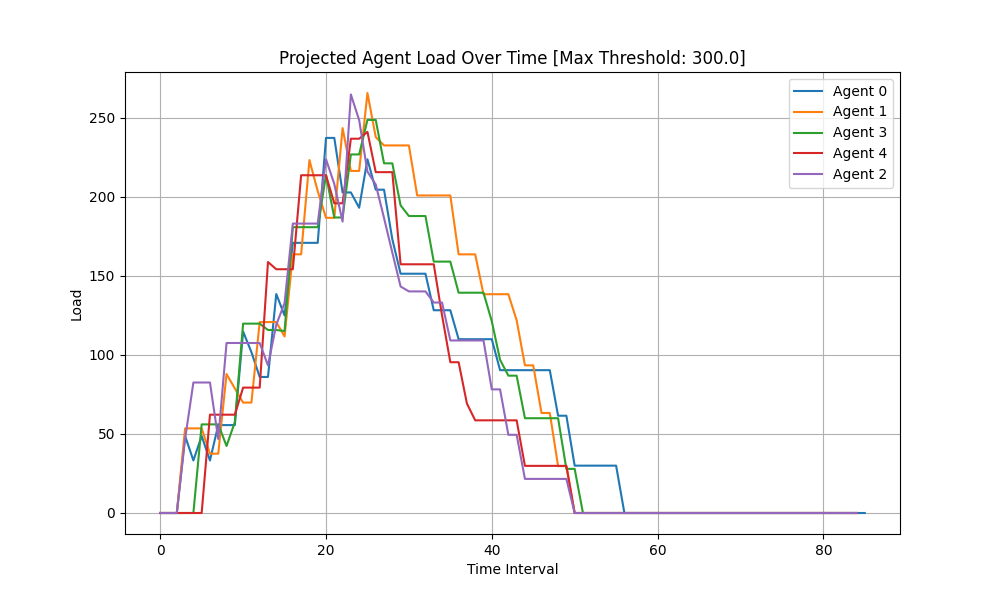 Projected Agent Load Over Time [Max Threshold: 300.0]
Agent 0
Agent 1
Agent 3
Agent 4
Agent 2
Load
250
200
150
100
50
0
0 20 40 60 80
Time Interval